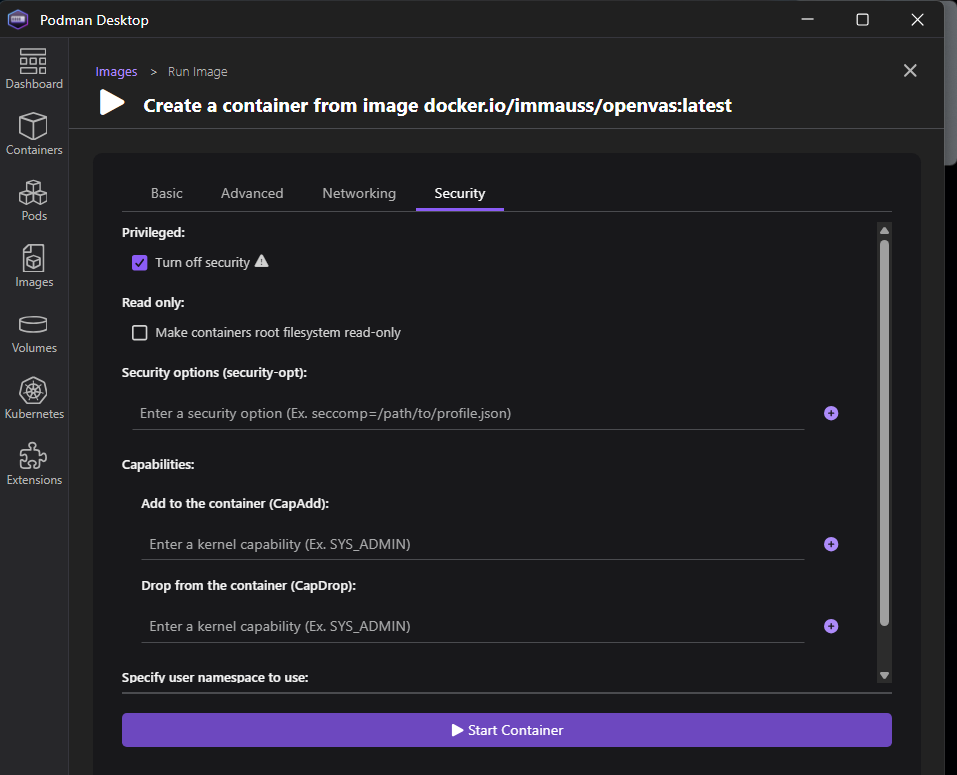 Podman Desktop
Images > Run Image
Create a container from image docker.io/immauss/openvas:latest
Dashboard
Containers
Pods
Images
Volumes
Kubernetes
Extensions
Basic Advanced Networking Security
Privileged:
Turn off security
Read only:
Make containers root filesystem read-only
Security options (security-opt):
Enter a security option (Ex. seccomp=/path/to/profile.json)
Capabilities:
Add to the container (CapAdd):
Enter a kernel capability (Ex. SYS_ADMIN)
Drop from the container (CapDrop):
Enter a kernel capability (Ex. SYS_ADMIN)
Specify user namespace to use:
Start Container